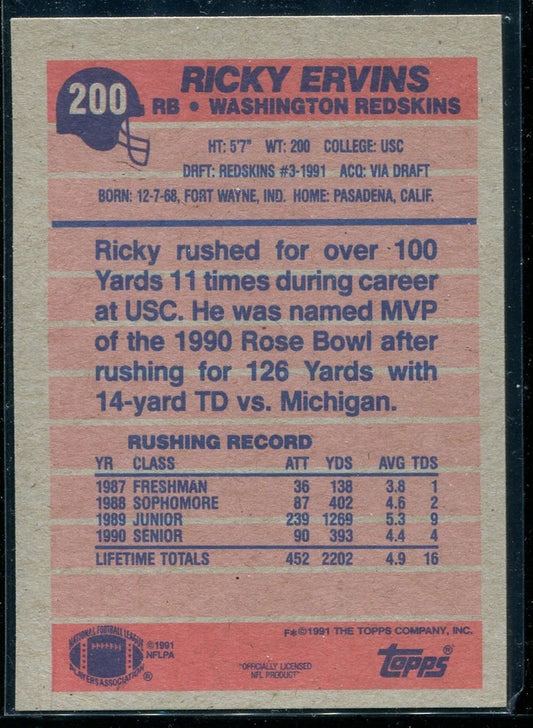 200
RICKY ERVINS
RB • WASHINGTON REDSKINS
HT: 5'7" WT: 200 COLLEGE: USC
DRFT: REDSKINS #3-1991 ACQ: VIA DRAFT
BORN: 12-7-68, FORT WAYNE, IND. HOME: PASADENA, CALIF.
Ricky rushed for over 100
Yards 11 times during career
at USC. He was named MVP
of the 1990 Rose Bowl after
rushing for 126 Yards with
14-yard TD vs. Michigan.
RUSHING RECORD
YR CLASS ATT YDS AVG TDS
1987 FRESHMAN 36 138 3.8 1
1988 SOPHOMORE 87 402 4.6 2
1989 JUNIOR 239 1269 5.3 9
1990 SENIOR 90 393 4.4 4
LIFETIME TOTALS 452 2202 4.9 16
F✻©1991 THE TOPPS COMPANY, INC.
NATIONAL FOOTBALL LEAGUE
PLAYERS ASSOCIATION ®
©1991
NFLPA
"OFFICIALLY LICENSED
NFL PRODUCT"
topps®